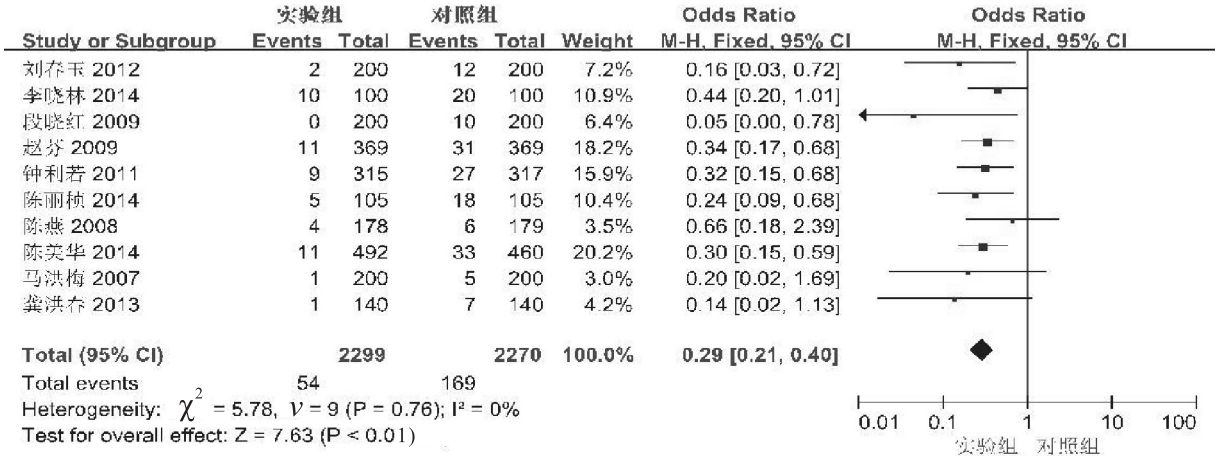 实验组 对照组 Odds Ratio Odds Ratio
Study or Subgroup Events Total Events Total Weight M-H, Fixed, 95% CI M-H, Fixed, 95% CI
刘存玉 2012 2 200 12 200 7.2% 0.16 [0.03, 0.72]
李晓林 2014 10 100 20 100 10.9% 0.44 [0.20, 1.01]
段晓红 2009 0 200 10 200 6.4% 0.05 [0.00, 0.78]
赵芬 2009 11 369 31 369 18.2% 0.34 [0.17, 0.68]
钟利若 2011 9 315 27 317 15.9% 0.32 [0.15, 0.68]
陈丽桢 2014 5 105 18 105 10.4% 0.24 [0.09, 0.68]
陈燕 2008 4 178 6 179 3.5% 0.66 [0.18, 2.39]
陈美华 2014 11 492 33 460 20.2% 0.30 [0.15, 0.59]
马洪梅 2007 1 200 5 200 3.0% 0.20 [0.02, 1.69]
龚洪春 2013 1 140 7 140 4.2% 0.14 [0.02, 1.13]
Total (95% CI) 2299 2270 100.0% 0.29 [0.21, 0.40]
Total events 54 169
Heterogeneity: χ² = 5.78, ν = 9 (P = 0.76); I² = 0%
Test for overall effect: Z = 7.63 (P < 0.01)
0.01 0.1 1 10 100
实验组 对照组